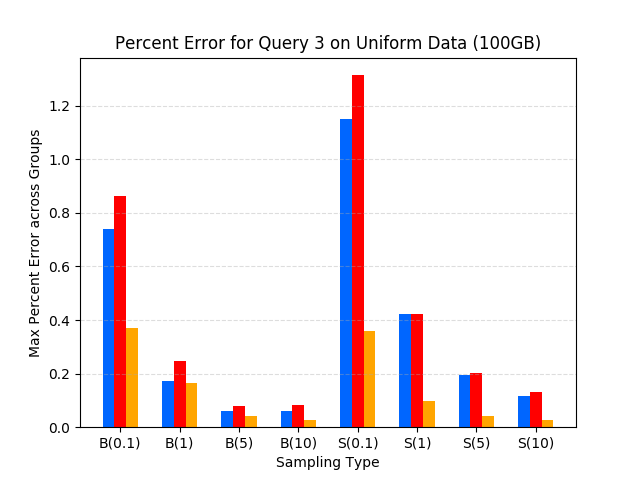 Percent Error for Query 3 on Uniform Data (100GB)
Max Percent Error across Groups
1.2
1.0
0.8
0.6
0.4
0.2
0.0
B(0.1) B(1) B(5) B(10) S(0.1) S(1) S(5) S(10)
Sampling Type